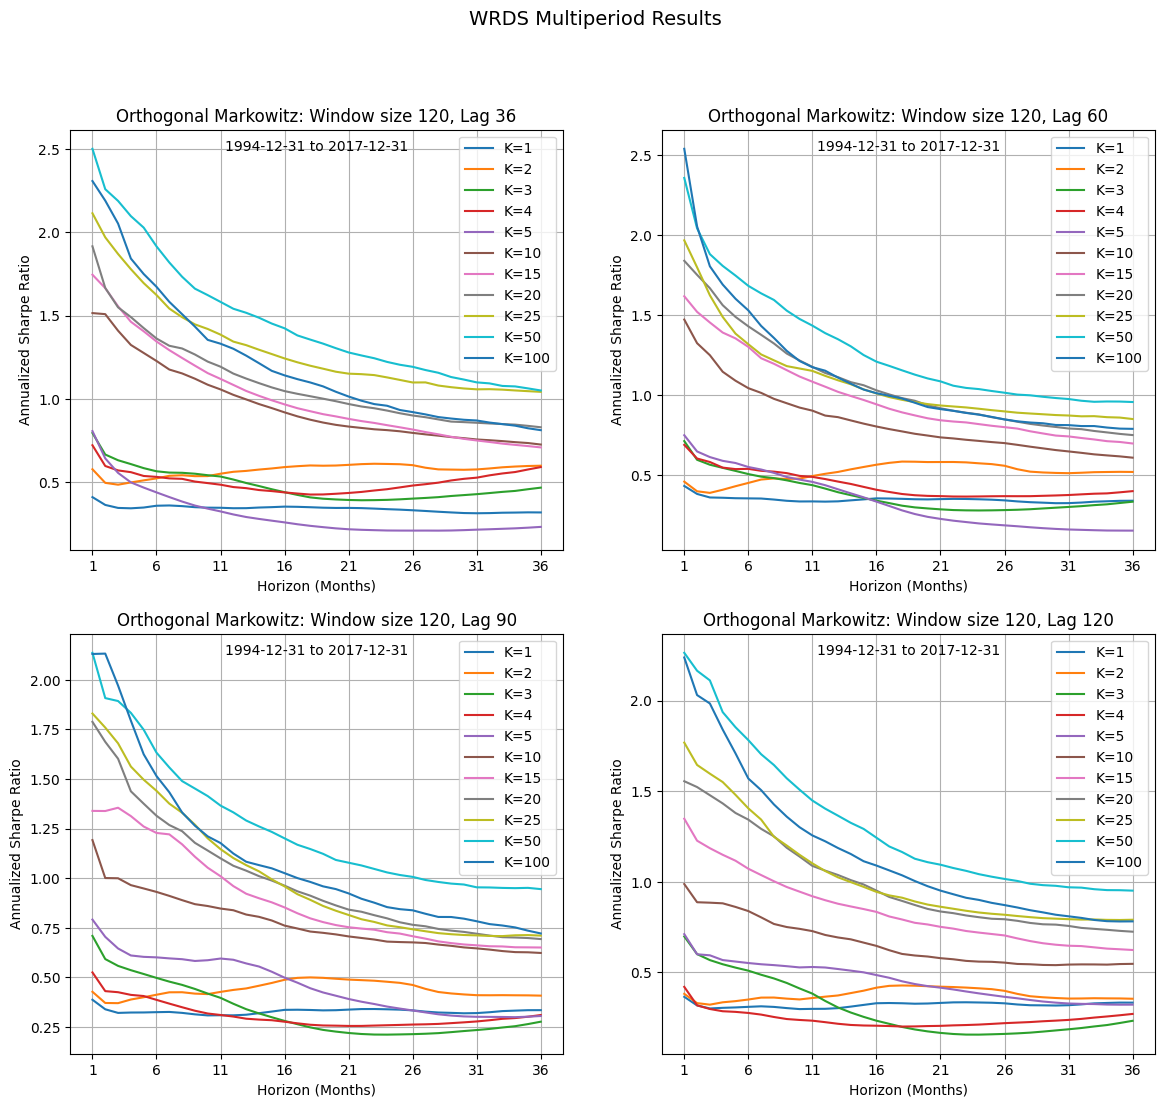 WRDS Multiperiod Results
Orthogonal Markowitz: Window size 120, Lag 36
1994-12-31 to 2017-12-31
K=1
K=2
K=3
K=4
K=5
K=10
K=15
K=20
K=25
K=50
K=100
2.5
2.0
1.5
1.0
0.5
Annualized Sharpe Ratio
1 6 11 16 21 26 31 36
Horizon (Months)
Orthogonal Markowitz: Window size 120, Lag 60
1994-12-31 to 2017-12-31
K=1
K=2
K=3
K=4
K=5
K=10
K=15
K=20
K=25
K=50
K=100
2.5
2.0
1.5
1.0
0.5
Annualized Sharpe Ratio
1 6 11 16 21 26 31 36
Horizon (Months)
Orthogonal Markowitz: Window size 120, Lag 90
1994-12-31 to 2017-12-31
K=1
K=2
K=3
K=4
K=5
K=10
K=15
K=20
K=25
K=50
K=100
2.00
1.75
1.50
1.25
1.00
0.75
0.50
0.25
Annualized Sharpe Ratio
1 6 11 16 21 26 31 36
Horizon (Months)
Orthogonal Markowitz: Window size 120, Lag 120
1994-12-31 to 2017-12-31
K=1
K=2
K=3
K=4
K=5
K=10
K=15
K=20
K=25
K=50
K=100
2.0
1.5
1.0
0.5
Annualized Sharpe Ratio
1 6 11 16 21 26 31 36
Horizon (Months)